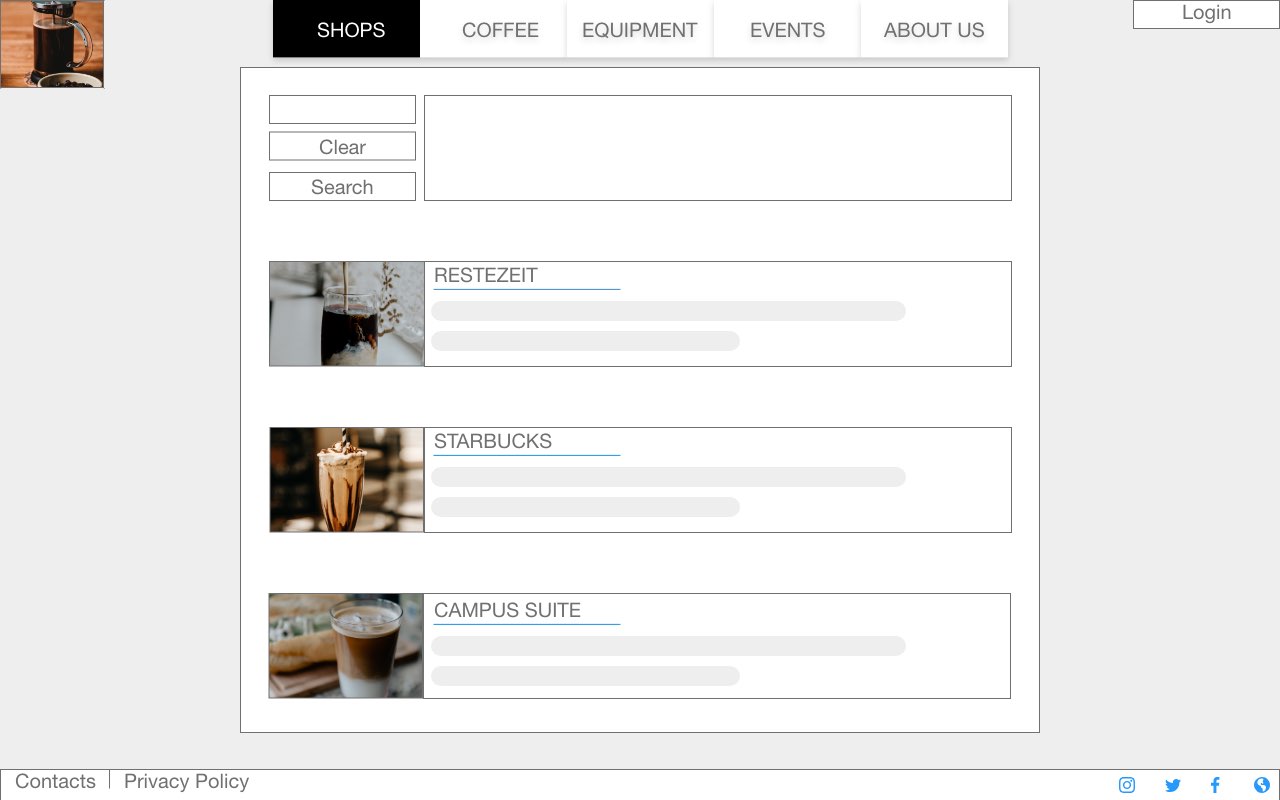 SHOPS
COFFEE
EQUIPMENT
EVENTS
ABOUT US
Login
Clear
Search
RESTEZEIT
STARBUCKS
CAMPUS SUITE
Contacts
Privacy Policy